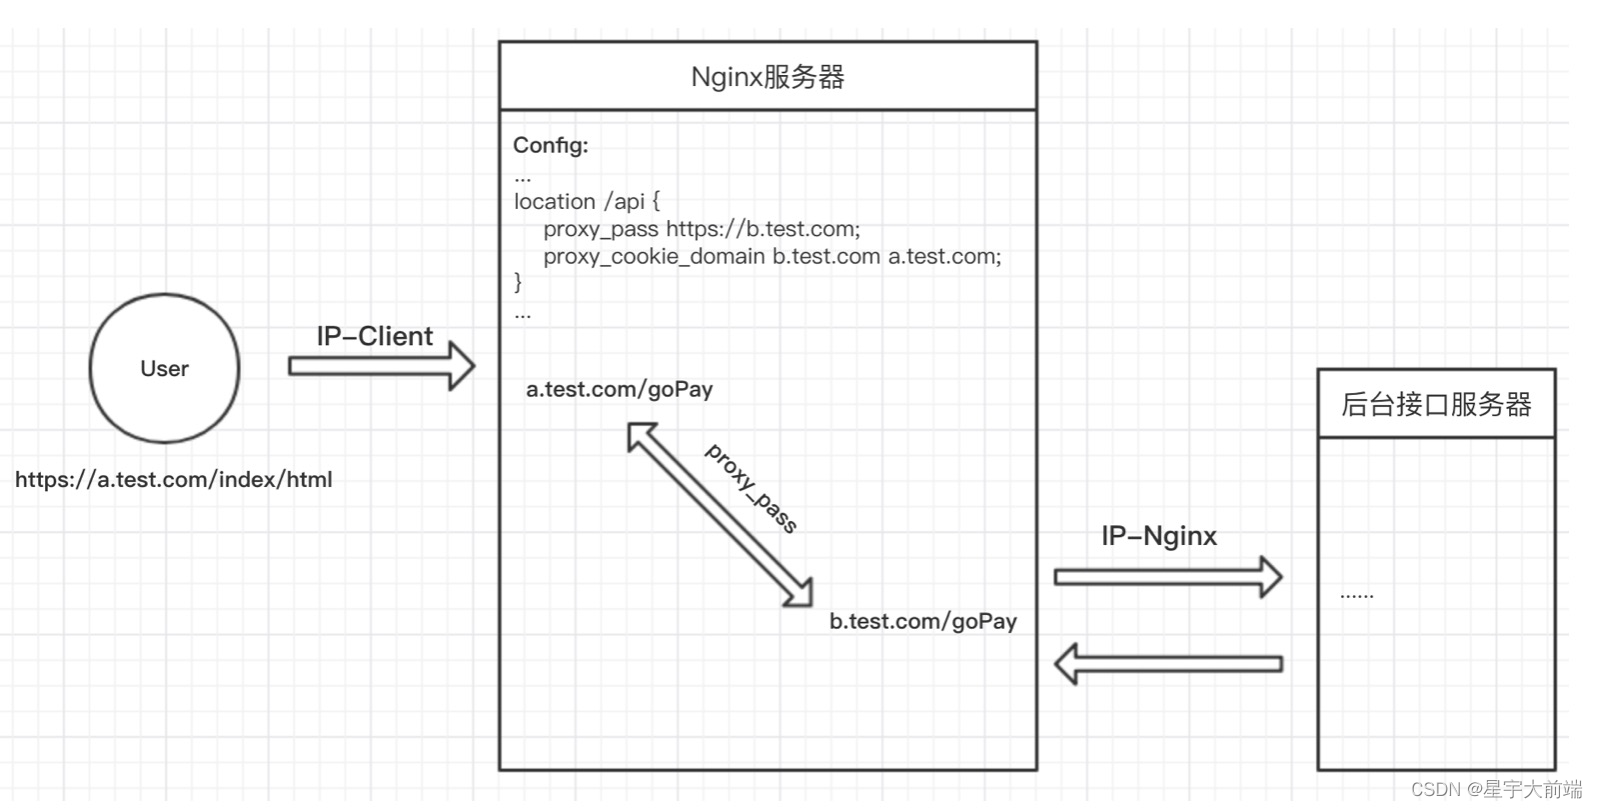 Nginx服务器
Config:
...
location /api {
proxy_pass https://b.test.com;
proxy_cookie_domain b.test.com a.test.com;
}
...
IP-Client
User
https://a.test.com/index/html
a.test.com/goPay
proxy_pass
b.test.com/goPay
IP-Nginx
后台接口服务器
......
CSDN @星宇大前端